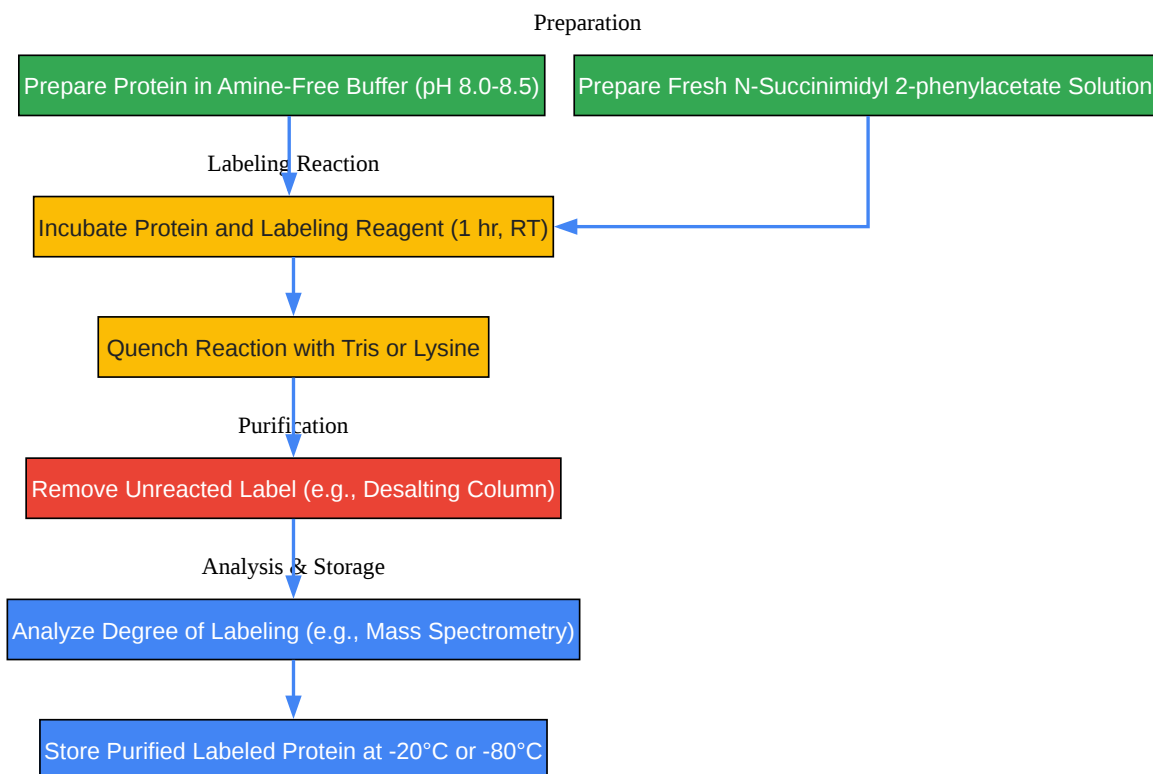 Preparation
Prepare Protein in Amine-Free Buffer (pH 8.0-8.5)
Prepare Fresh N-Succinimidyl 2-phenylacetate Solution
Labeling Reaction
Incubate Protein and Labeling Reagent (1 hr, RT)
Quench Reaction with Tris or Lysine
Purification
Remove Unreacted Label (e.g., Desalting Column)
Analysis & Storage
Analyze Degree of Labeling (e.g., Mass Spectrometry)
Store Purified Labeled Protein at -20°C or -80°C